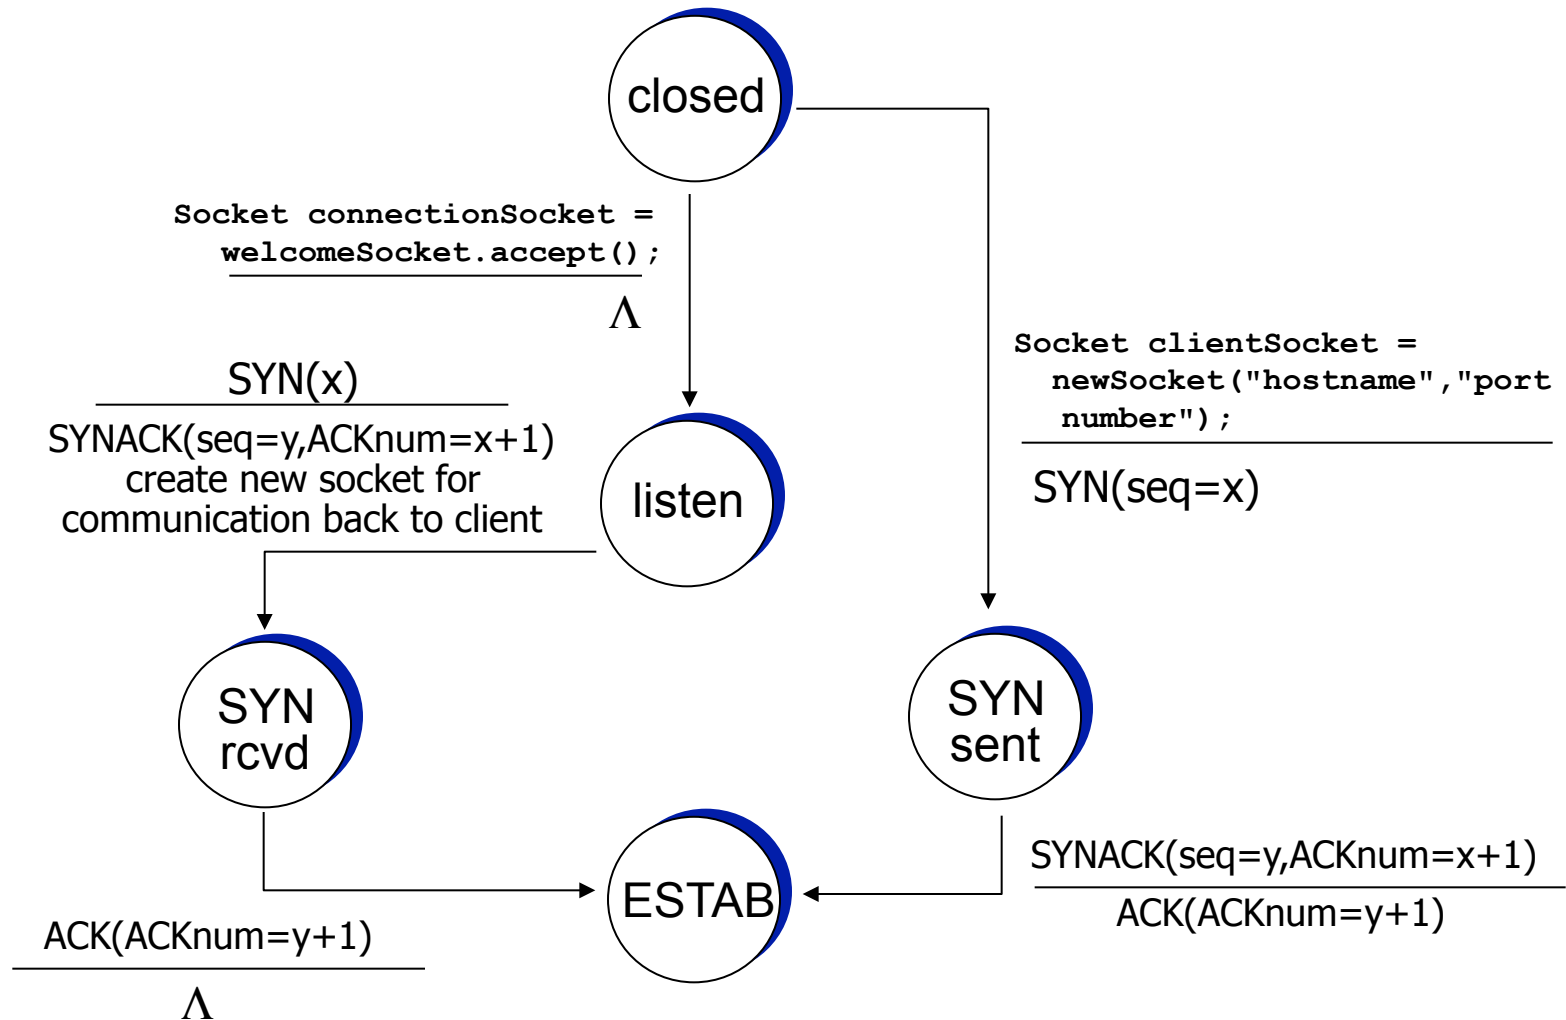 closed
Socket connectionSocket =
welcomeSocket.accept();
Λ
Socket clientSocket =
newSocket("hostname","port
number");
SYN(seq=x)
SYN(x)
SYNACK(seq=y,ACKnum=x+1)
create new socket for
communication back to client
listen
SYN
rcvd
SYN
sent
ESTAB
SYNACK(seq=y,ACKnum=x+1)
ACK(ACKnum=y+1)
ACK(ACKnum=y+1)
Λ